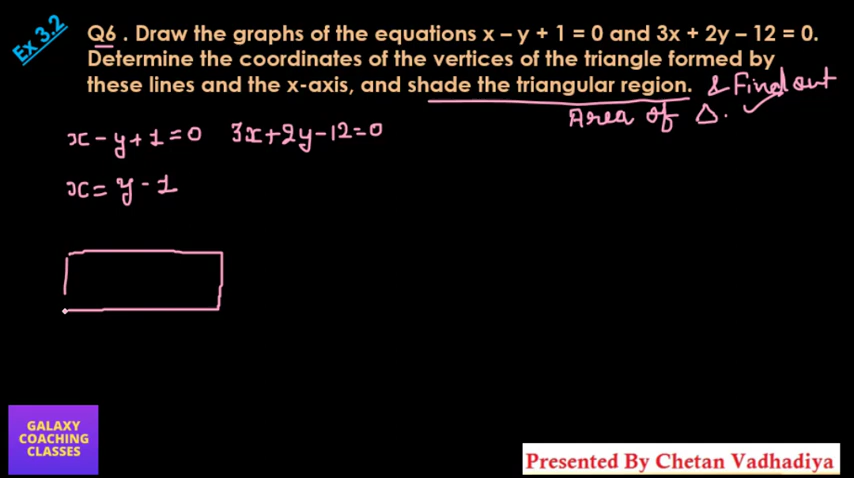 Ex 3.2
Q6 . Draw the graphs of the equations x – y + 1 = 0 and 3x + 2y – 12 = 0.
Determine the coordinates of the vertices of the triangle formed by
these lines and the x-axis, and shade the triangular region. & Find out
Area of Δ.
x - y + 1 = 0 3x + 2y - 12 = 0
x = y - 1
GALAXY
COACHING
CLASSES
Presented By Chetan Vadhadiya